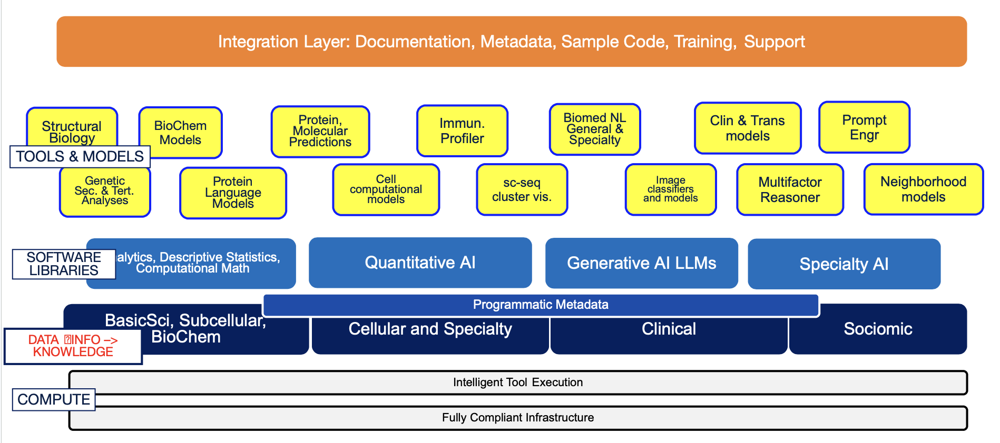 Integration Layer: Documentation, Metadata, Sample Code, Training, Support
Structural
Biology
BioChem
Models
Protein,
Molecular
Predictions
Immun.
Profiler
Biomed NL
General &
Specialty
Clin & Trans
models
Prompt
Engr
TOOLS & MODELS
Genetic
Sec. & Tert.
Analyses
Protein
Language
Models
Cell
computational
models
sc-seq
cluster vis.
Image
classifiers
and models
Multifactor
Reasoner
Neighborhood
models
SOFTWARE
LIBRARIES
alytics, Descriptive Statistics,
Computational Math
Quantitative AI
Generative AI LLMs
Specialty AI
Programmatic Metadata
DATA INFO –>
KNOWLEDGE
BasicSci, Subcellular,
BioChem
Cellular and Specialty
Clinical
Sociomic
COMPUTE
Intelligent Tool Execution
Fully Compliant Infrastructure